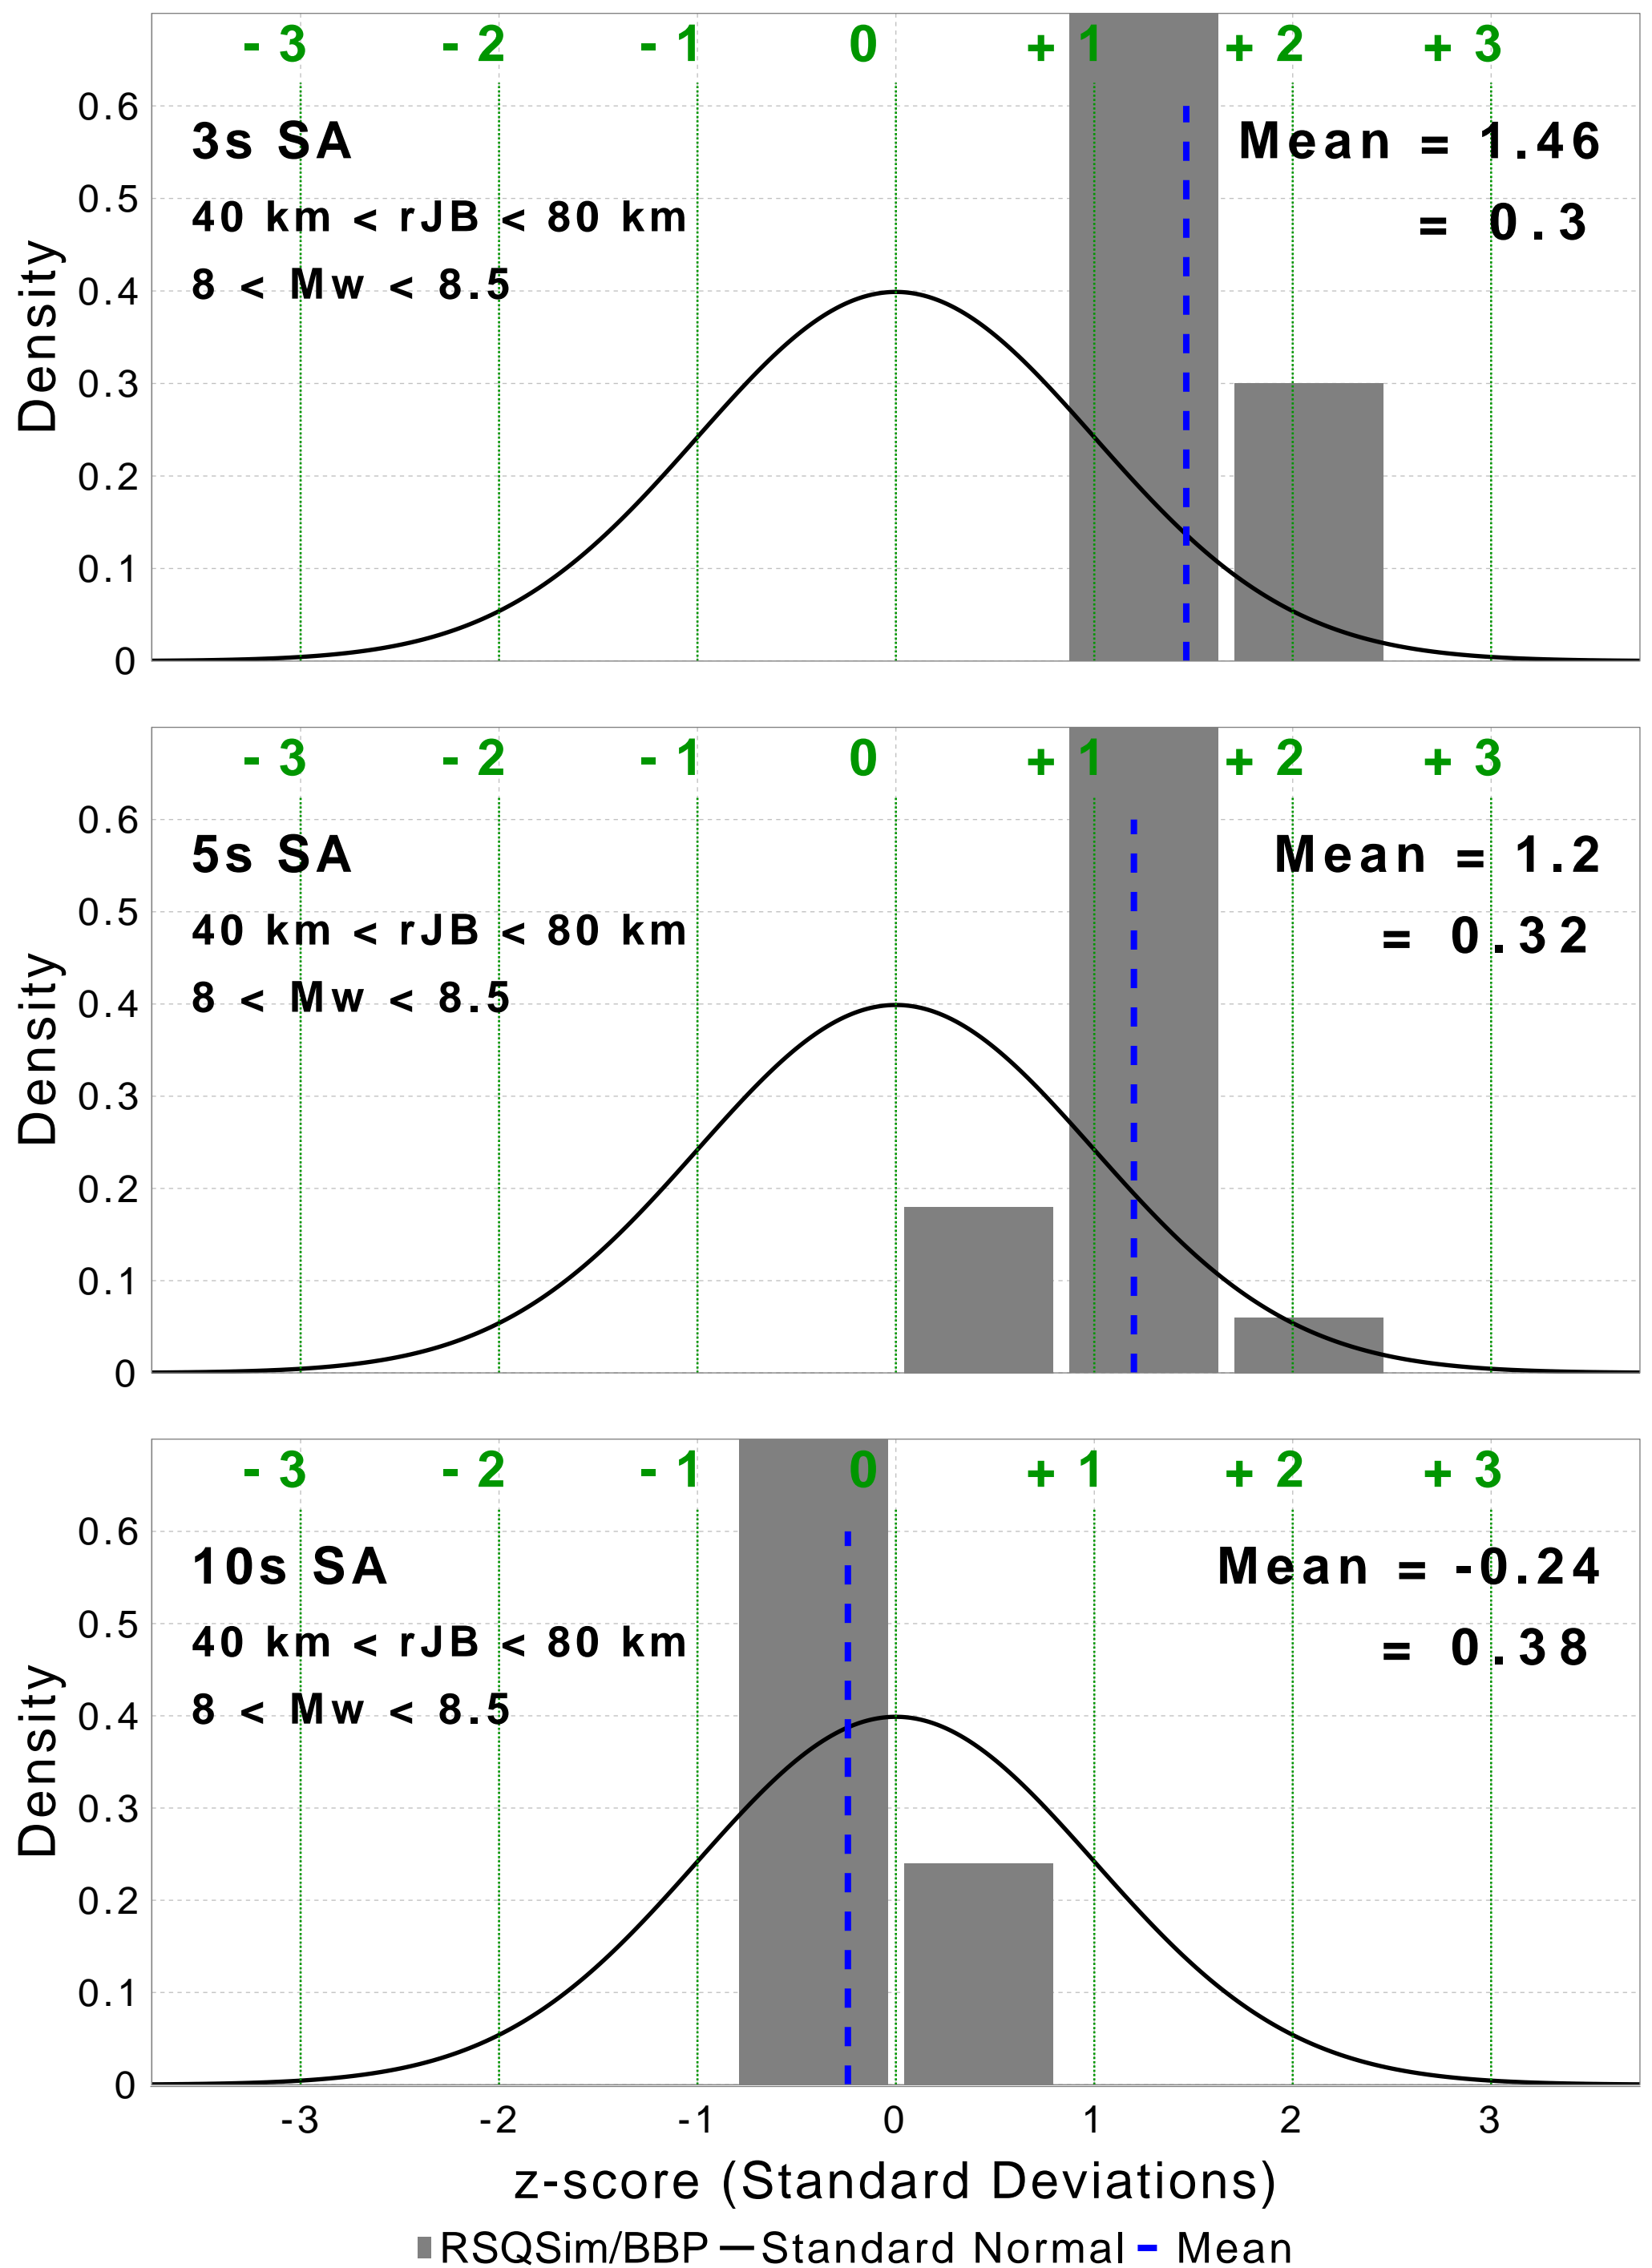 - 3 - 2 - 1 0 + 1 + 2 + 3
0.6
3s SA
Mean = 1.46
0.5
40 km < rJB < 80 km
= 0.3
8 < Mw < 8.5
0.4
0.3
0.2
0.1
0
Density
- 3 - 2 - 1 0 + 1 + 2 + 3
0.6
5s SA
Mean = 1.2
0.5
40 km < rJB < 80 km
= 0.32
8 < Mw < 8.5
0.4
0.3
0.2
0.1
0
Density
- 3 - 2 - 1 0 + 1 + 2 + 3
0.6
10s SA
Mean = -0.24
0.5
40 km < rJB < 80 km
= 0.38
8 < Mw < 8.5
0.4
0.3
0.2
0.1
0
Density
-3 -2 -1 0 1 2 3
z-score (Standard Deviations)
RSQSim/BBP Standard Normal Mean